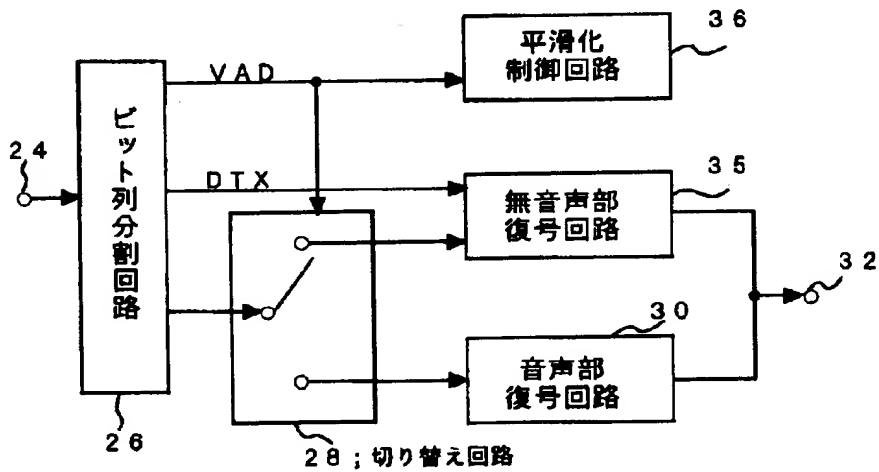 36
平滑化
制御回路
VAD
ビット列分割回路
24
DTX
35
無音声部
復号回路
32
30
音声部
復号回路
26
28；切り替え回路